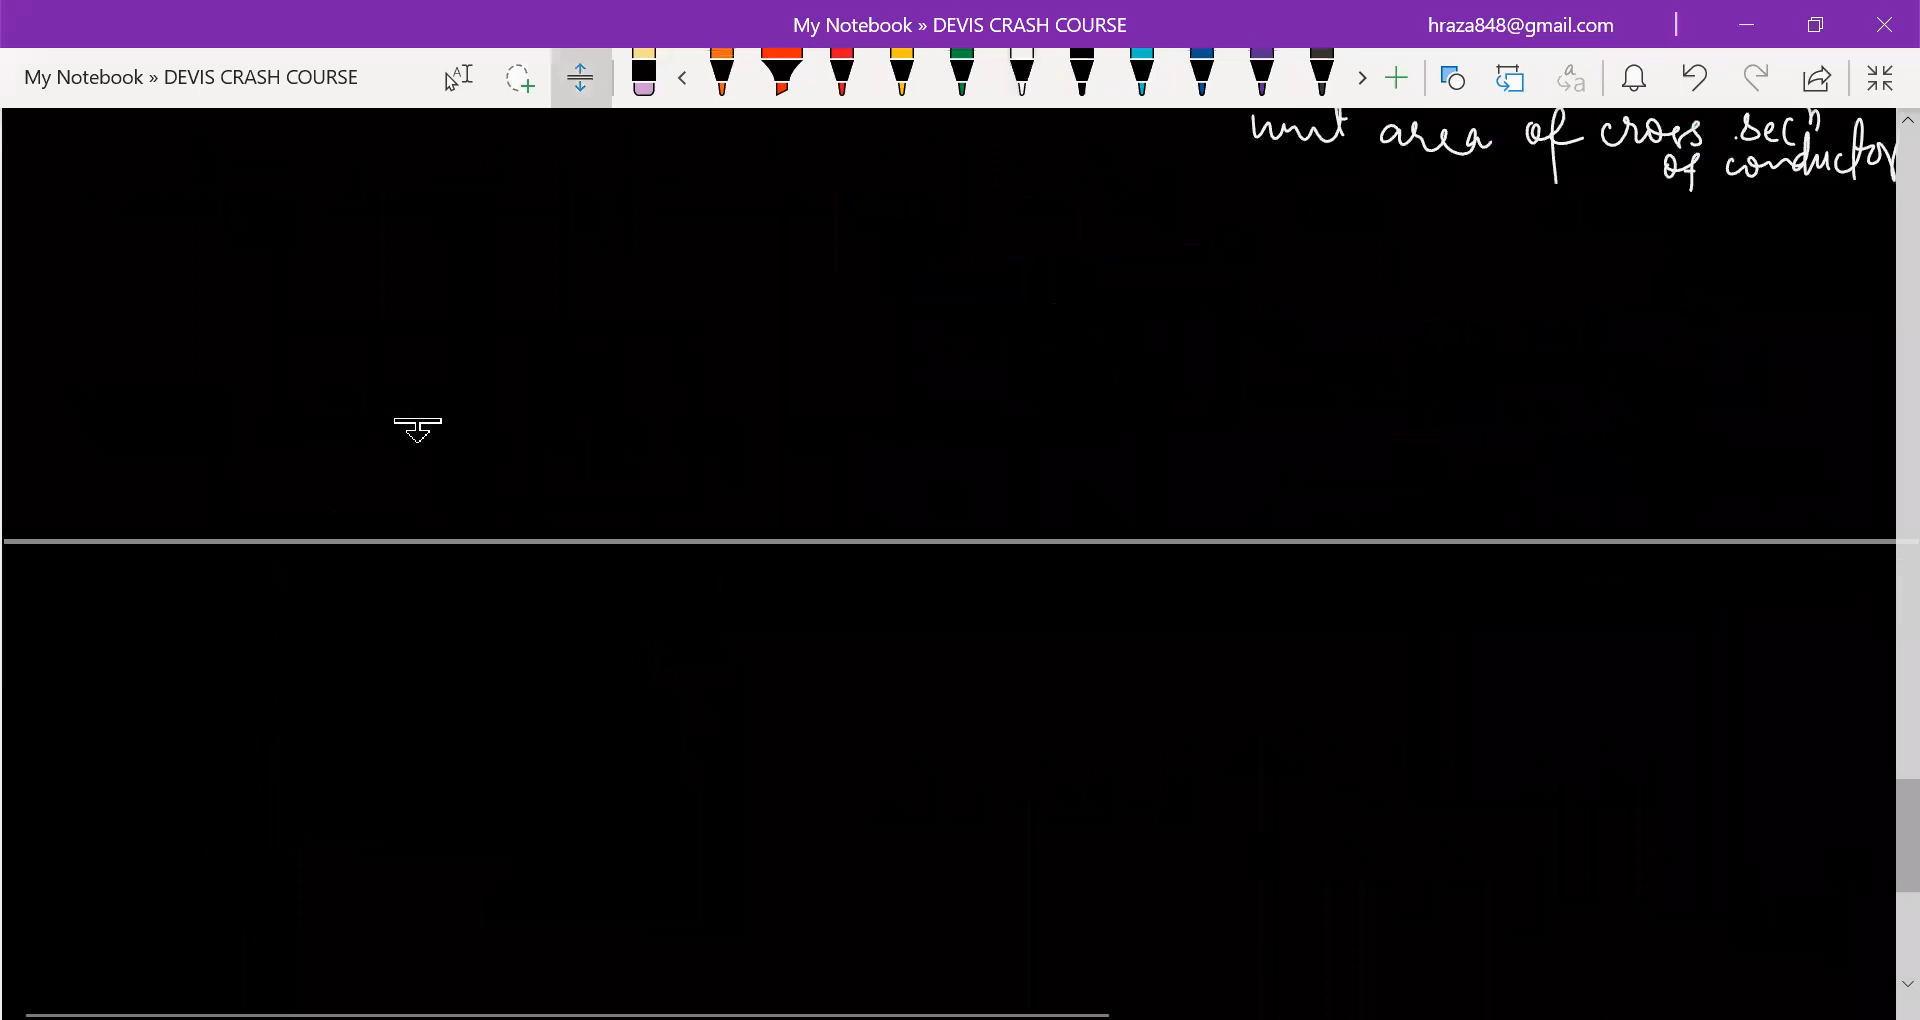 My Notebook » DEVIS CRASH COURSE
hraza848@gmail.com
My Notebook » DEVIS CRASH COURSE
unit area of cross secⁿ
of conductor